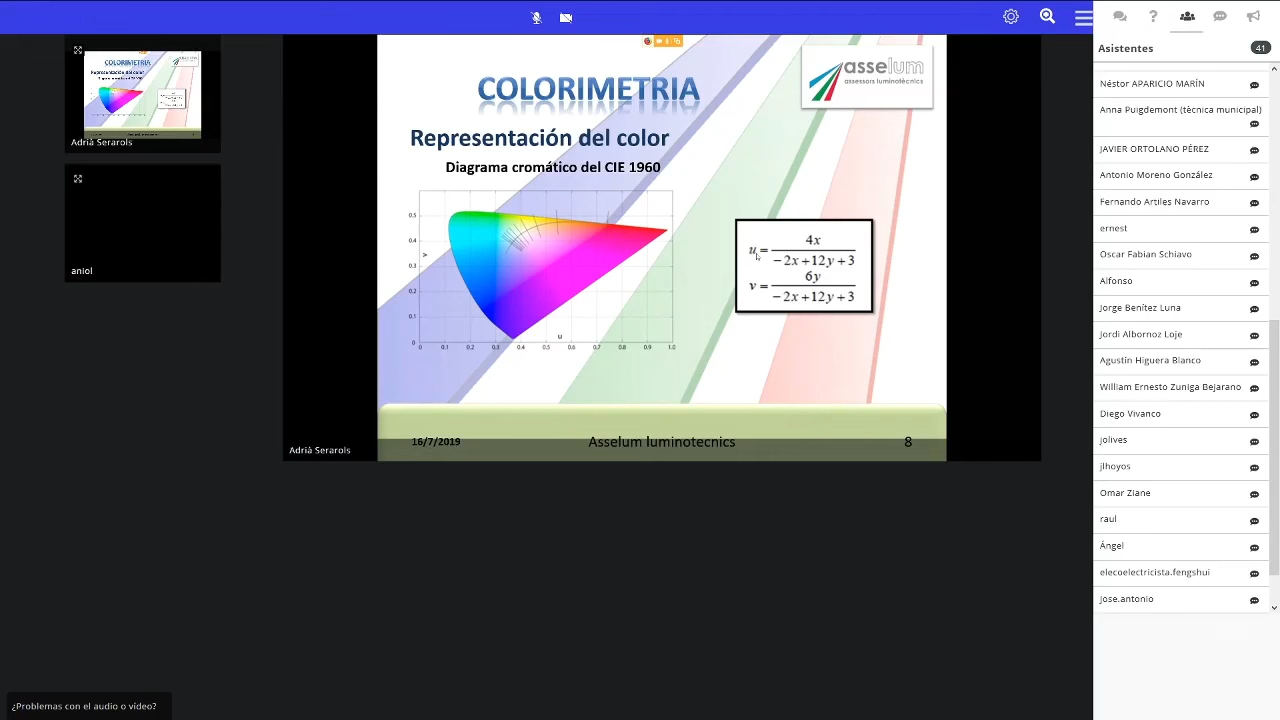 Asistentes
41
Néstor APARICIO MARÍN
Anna Puigdemont (tècnica municipal)
JAVIER ORTOLANO PÉREZ
Antonio Moreno González
Fernando Artiles Navarro
ernest
Oscar Fabian Schiavo
Alfonso
Jorge Benítez Luna
Jordi Albornoz Loje
Agustín Higuera Blanco
William Ernesto Zuniga Bejarano
Diego Vivanco
jolives
jlhoyos
Omar Ziane
raul
Ángel
elecoelectricista.fengshui
jose.antonio
COLORIMETRIA
Representación del color
Adrià Serarols
aniol
asselum
assessors luminotècnics
COLORIMETRIA
Representación del color
Diagrama cromático del CIE 1960
0.5
0.4
0.3
0.2
0.1
0
v
0 0.1 0.2 0.3 0.4 0.5 0.6 0.7 0.8 0.9 1.0
u
u = 4x / −2x+12y+3
v = 6y / −2x+12y+3
16/7/2019 Asselum luminotecnics 8
Adrià Serarols
¿Problemas con el audio o vídeo?